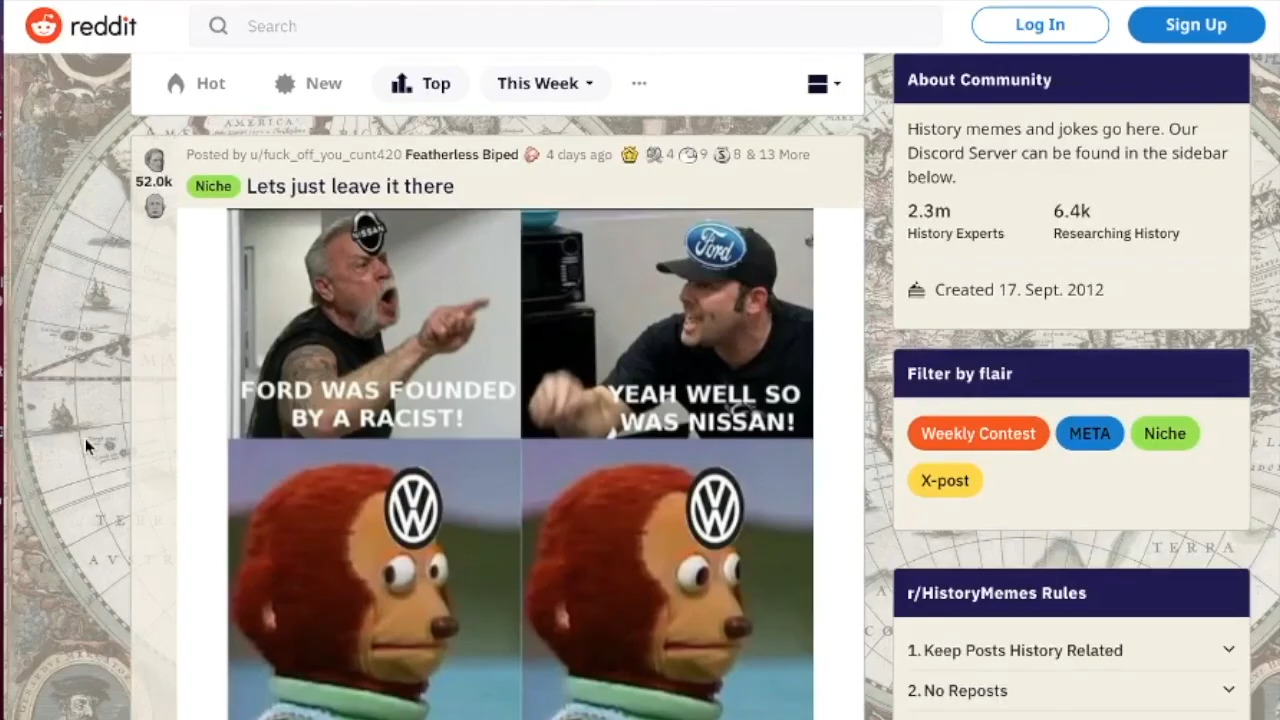 reddit
Search
Log In
Sign Up
Hot
New
Top
This Week
Posted by u/fuck_off_you_cunt420 Featherless Biped 4 days ago 4 9 8 & 13 More
52.0k
Niche Lets just leave it there
NISSAN
Ford
FORD WAS FOUNDED
BY A RACIST!
YEAH WELL SO
WAS NISSAN!
About Community
History memes and jokes go here. Our
Discord Server can be found in the sidebar
below.
2.3m 6.4k
History Experts Researching History
Created 17. Sept. 2012
Filter by flair
Weekly Contest META Niche
X-post
TERRA
r/HistoryMemes Rules
1. Keep Posts History Related
2. No Reposts